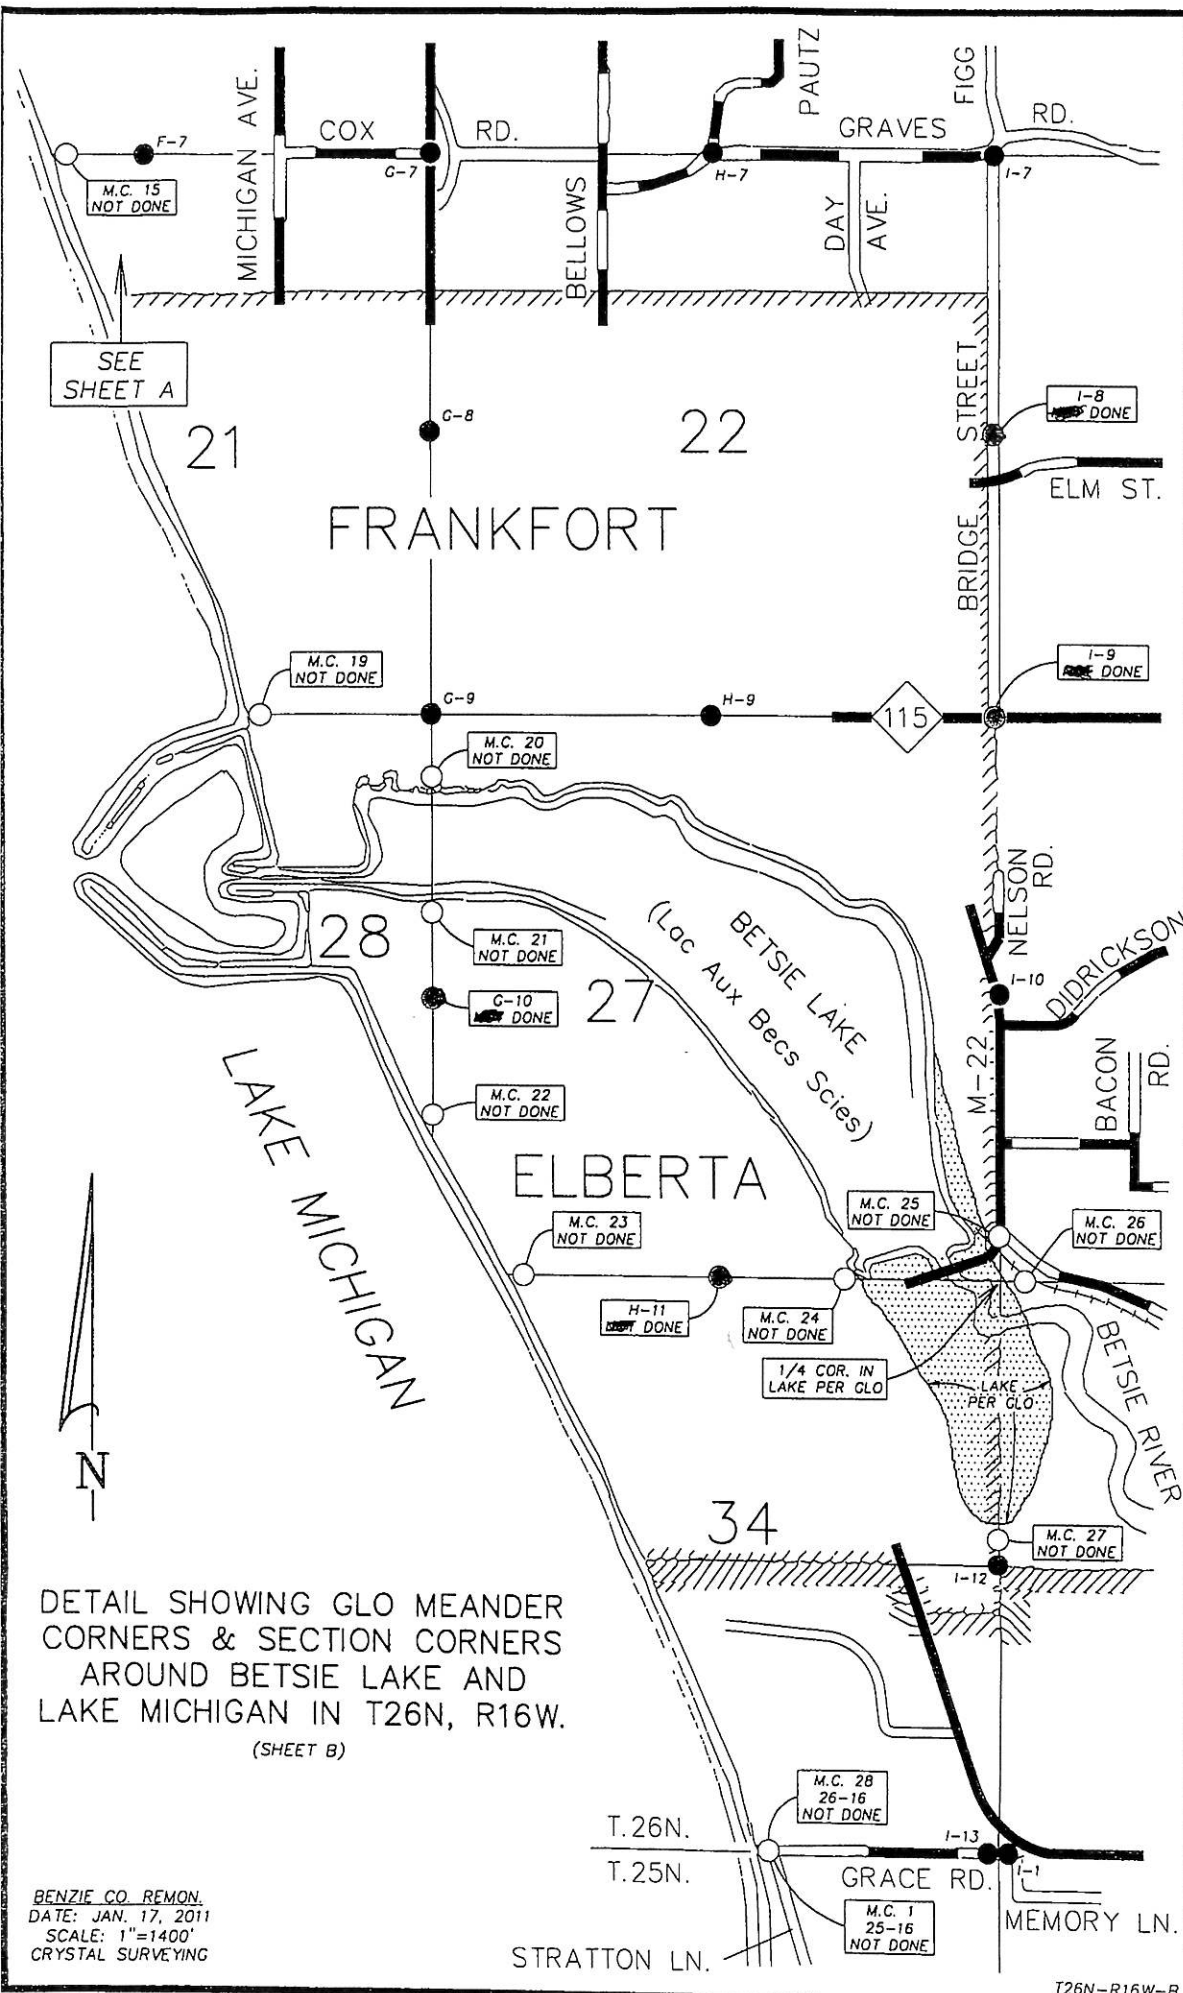 MICHIGAN AVE.
COX
RD.
BELLOWS
PAUTZ
GRAVES
FIGG
RD.
DAY
AVE.
F-7
G-7
H-7
I-7
M.C. 15
NOT DONE
SEE
SHEET A
21
22
G-8
I-8
DONE
STREET
ELM ST.
FRANKFORT
BRIDGE
M.C. 19
NOT DONE
I-9
DONE
G-9
H-9
115
M.C. 20
NOT DONE
NELSON
RD.
28
M.C. 21
NOT DONE
BETSIE LAKE
(Lac Aux Becs Scies)
G-10
DONE
27
I-10
DIDRICKSON
M-22
BACON
RD.
LAKE MICHIGAN
M.C. 22
NOT DONE
ELBERTA
M.C. 25
NOT DONE
M.C. 23
NOT DONE
M.C. 26
NOT DONE
H-11
DONE
M.C. 24
NOT DONE
1/4 COR. IN
LAKE PER GLO
LAKE
PER GLO
BETSIE RIVER
N
34
M.C. 27
NOT DONE
I-12
DETAIL SHOWING GLO MEANDER
CORNERS & SECTION CORNERS
AROUND BETSIE LAKE AND
LAKE MICHIGAN IN T26N, R16W.
(SHEET B)
M.C. 28
26-16
NOT DONE
T.26N.
T.25N.
I-13
I-1
GRACE RD.
M.C. 1
25-16
NOT DONE
MEMORY LN.
STRATTON LN.
BENZIE CO. REMON.
DATE: JAN. 17, 2011
SCALE: 1"=1400'
CRYSTAL SURVEYING
T26N-R16W-B